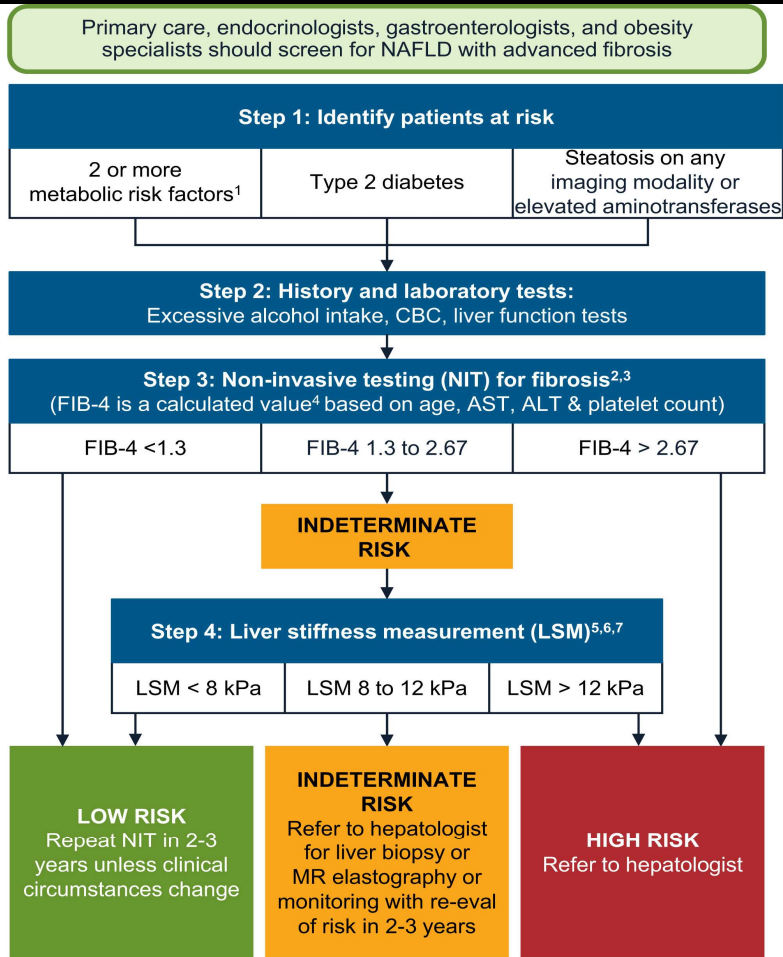 Primary care, endocrinologists, gastroenterologists, and obesity
specialists should screen for NAFLD with advanced fibrosis
Step 1: Identify patients at risk
2 or more
metabolic risk factors¹
Type 2 diabetes
Steatosis on any
imaging modality or
elevated aminotransferases
Step 2: History and laboratory tests:
Excessive alcohol intake, CBC, liver function tests
Step 3: Non-invasive testing (NIT) for fibrosis²,³
(FIB-4 is a calculated value⁴ based on age, AST, ALT & platelet count)
FIB-4 <1.3
FIB-4 1.3 to 2.67
FIB-4 > 2.67
INDETERMINATE
RISK
Step 4: Liver stiffness measurement (LSM)⁵,⁶,⁷
LSM < 8 kPa
LSM 8 to 12 kPa
LSM > 12 kPa
LOW RISK
Repeat NIT in 2-3
years unless clinical
circumstances change
INDETERMINATE
RISK
Refer to hepatologist
for liver biopsy or
MR elastography or
monitoring with re-eval
of risk in 2-3 years
HIGH RISK
Refer to hepatologist